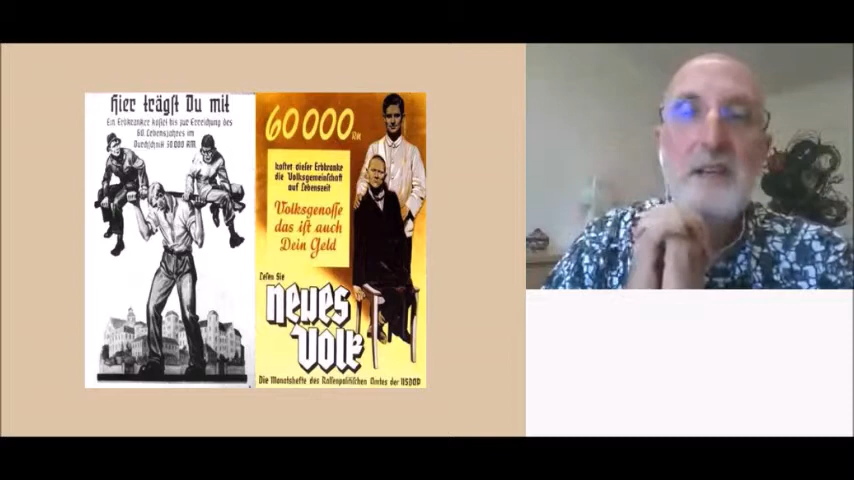 Hier trägst Du mit
Ein Erbkranker kostet bis zur Erreichung des
60. Lebensjahres im
Durchschnitt 50.000 RM.
60000 RM
kostet dieser Erbkranke
die Volksgemeinschaft
auf Lebenszeit
Volksgenosse
das ist auch
Dein Geld
Lesen Sie
neues
Volk
Die Monatshefte des Rassenpolitischen Amtes der NSDAP